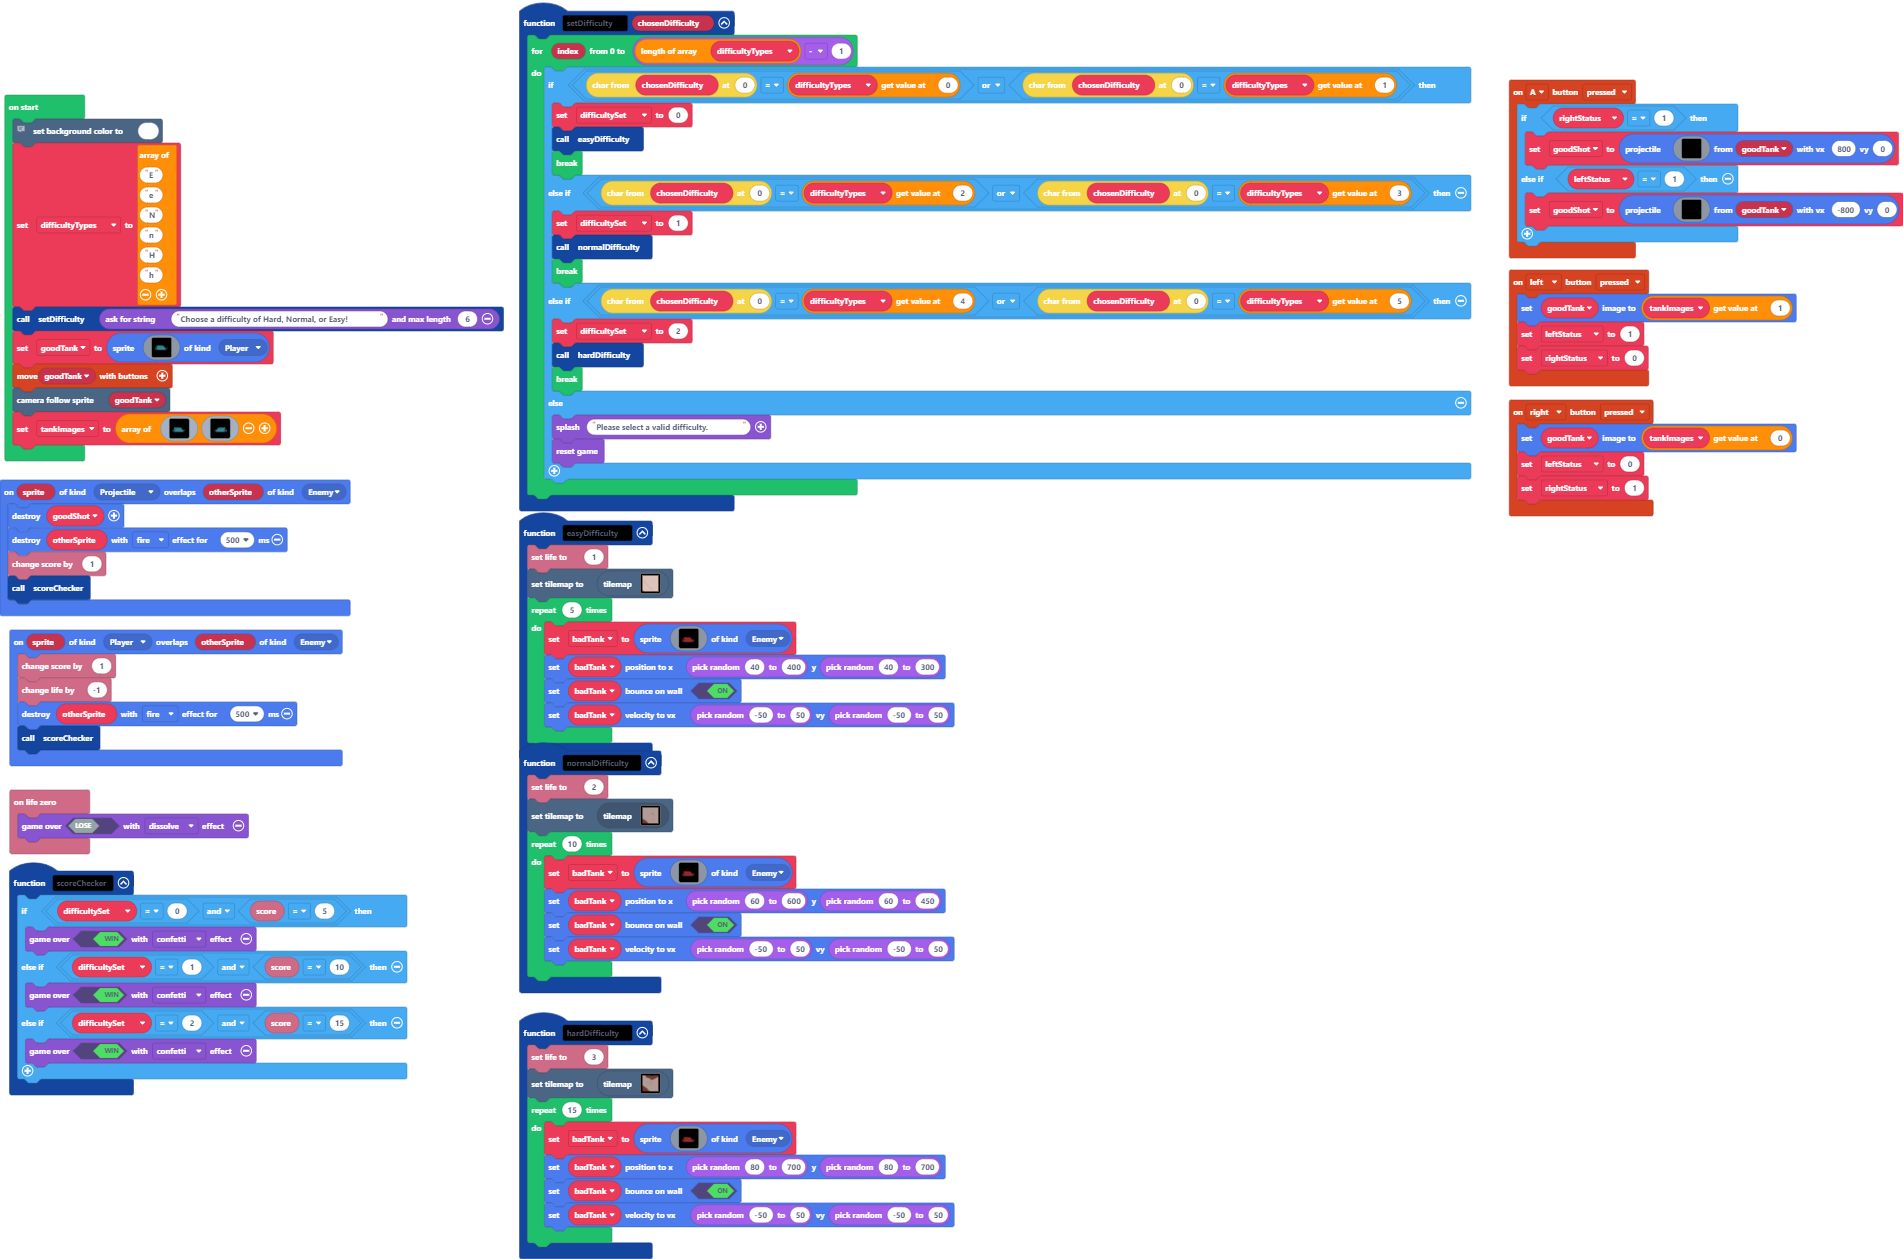 on start
set background color to
set difficultyTypes to array of
"E"
"e"
"N"
"n"
"H"
"h"
call setDifficulty ask for string "Choose a difficulty of Hard, Normal, or Easy!" and max length 6
set goodTank to sprite of kind Player
move goodTank with buttons
camera follow sprite goodTank
set tankImages to array of
on sprite of kind Projectile overlaps otherSprite of kind Enemy
destroy goodShot
destroy otherSprite with fire effect for 500 ms
change score by 1
call scoreChecker
on sprite of kind Player overlaps otherSprite of kind Enemy
change score by 1
change life by -1
destroy otherSprite with fire effect for 500 ms
call scoreChecker
on life zero
game over LOSE with dissolve effect
function scoreChecker
if difficultySet = 0 and score = 5 then
game over WIN with confetti effect
else if difficultySet = 1 and score = 10 then
game over WIN with confetti effect
else if difficultySet = 2 and score = 15 then
game over WIN with confetti effect
function setDifficulty chosenDifficulty
for index from 0 to length of array difficultyTypes - 1
do
if char from chosenDifficulty at 0 = difficultyTypes get value at 0 or char from chosenDifficulty at 0 = difficultyTypes get value at 1 then
set difficultySet to 0
call easyDifficulty
break
else if char from chosenDifficulty at 0 = difficultyTypes get value at 2 or char from chosenDifficulty at 0 = difficultyTypes get value at 3 then
set difficultySet to 1
call normalDifficulty
break
else if char from chosenDifficulty at 0 = difficultyTypes get value at 4 or char from chosenDifficulty at 0 = difficultyTypes get value at 5 then
set difficultySet to 2
call hardDifficulty
break
else
splash "Please select a valid difficulty."
reset game
function easyDifficulty
set life to 1
set tilemap to tilemap
repeat 5 times
do
set badTank to sprite of kind Enemy
set badTank position to x pick random 40 to 400 y pick random 40 to 300
set badTank bounce on wall ON
set badTank velocity to vx pick random -50 to 50 vy pick random -50 to 50
function normalDifficulty
set life to 2
set tilemap to tilemap
repeat 10 times
do
set badTank to sprite of kind Enemy
set badTank position to x pick random 60 to 600 y pick random 60 to 450
set badTank bounce on wall ON
set badTank velocity to vx pick random -50 to 50 vy pick random -50 to 50
function hardDifficulty
set life to 3
set tilemap to tilemap
repeat 15 times
do
set badTank to sprite of kind Enemy
set badTank position to x pick random 80 to 700 y pick random 80 to 700
set badTank bounce on wall ON
set badTank velocity to vx pick random -50 to 50 vy pick random -50 to 50
on A button pressed
if rightStatus = 1 then
set goodShot to projectile from goodTank with vx 800 vy 0
else if leftStatus = 1 then
set goodShot to projectile from goodTank with vx -800 vy 0
on left button pressed
set goodTank image to tankImages get value at 1
set leftStatus to 1
set rightStatus to 0
on right button pressed
set goodTank image to tankImages get value at 0
set leftStatus to 0
set rightStatus to 1